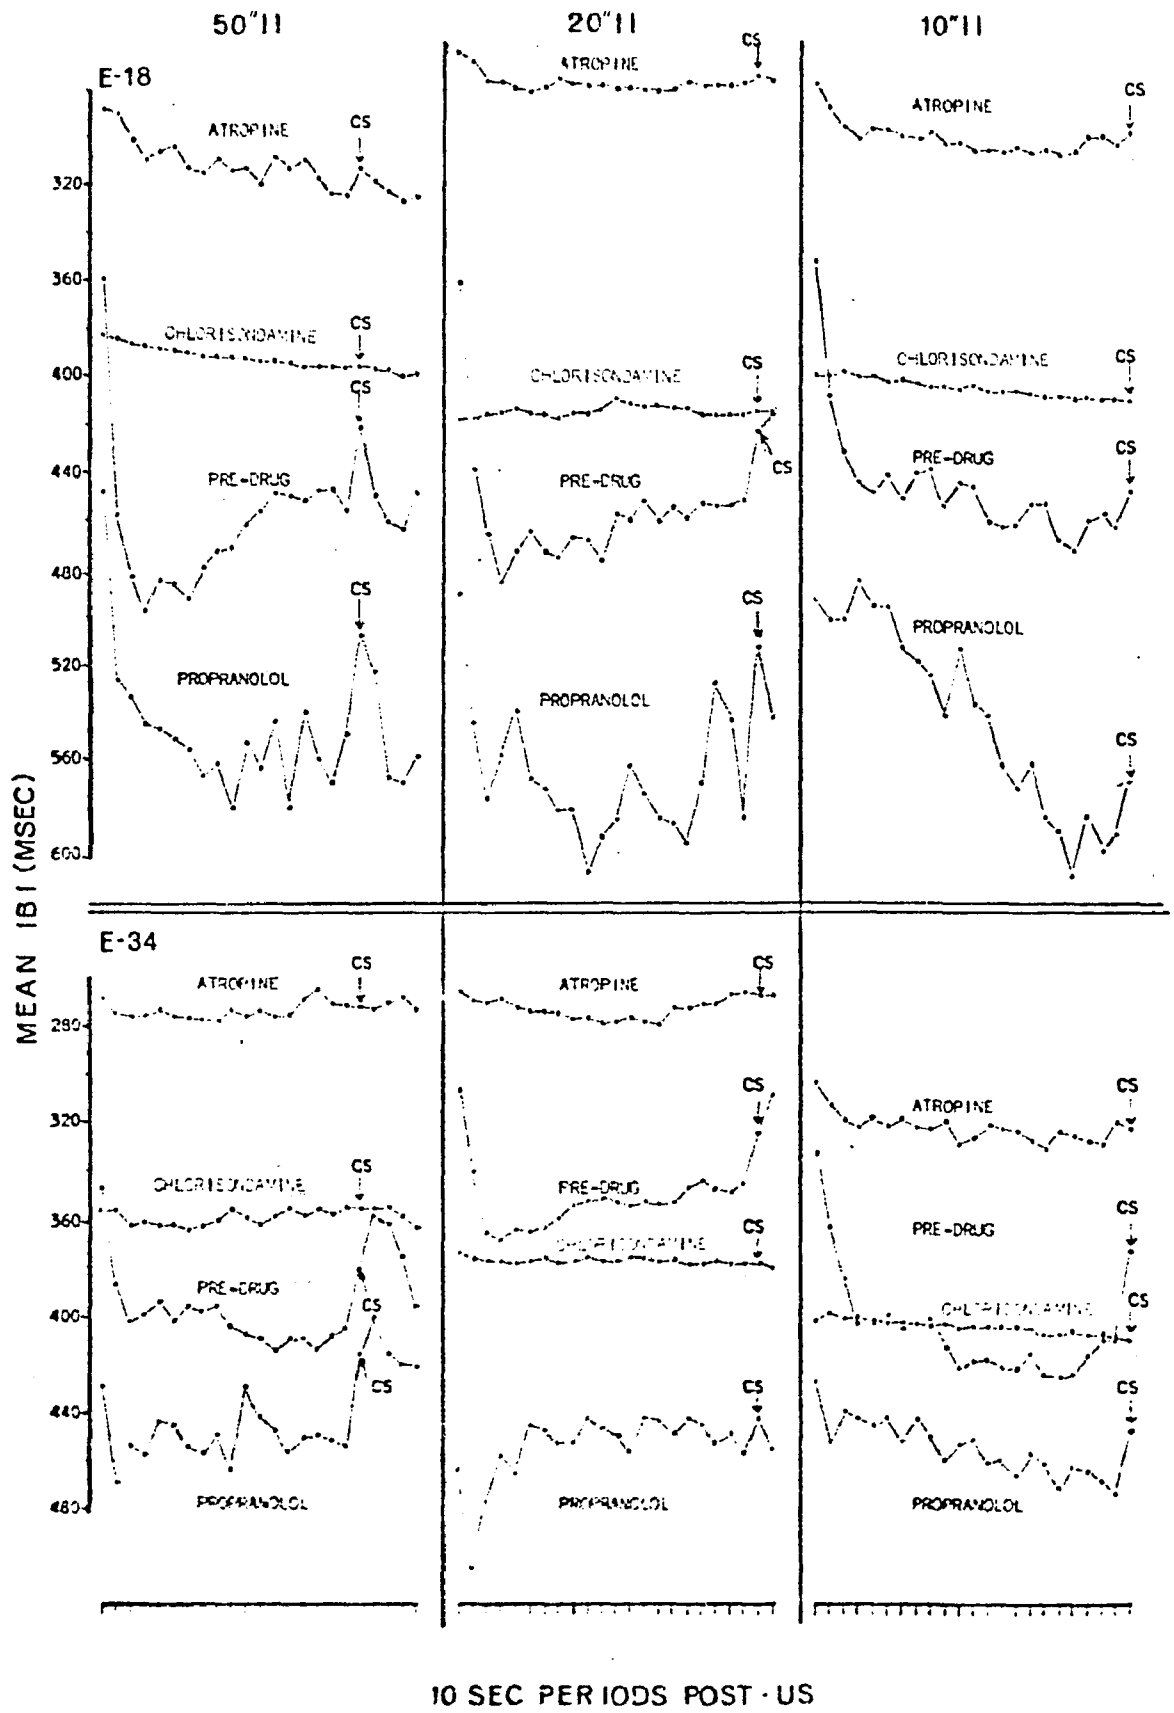 50"II
20"II
10"II
E-18
ATROPINE
CS
ATROPINE
CS
ATROPINE
CS
320
360
CHLORISONDAMINE
CS
CHLORISONDAMINE
CS
CHLORISONDAMINE
CS
400
CS
440
PRE-DRUG
PRE-DRUG
CS
PRE-DRUG
CS
480
CS
CS
520
PROPRANOLOL
PROPRANOLOL
PROPRANOLOL
560
CS
600
MEAN IBI (MSEC)
E-34
ATROPINE
CS
ATROPINE
CS
280
320
CS
ATROPINE
CS
CHLORISONDAMINE
CS
PRE-DRUG
360
CHLORISONDAMINE
CS
PRE-DRUG
CS
PRE-DRUG
CS
400
CHLORISONDAMINE
CS
440
CS
CS
CS
480
PROPRANOLOL
PROPRANOLOL
PROPRANOLOL
10 SEC PERIODS POST-US